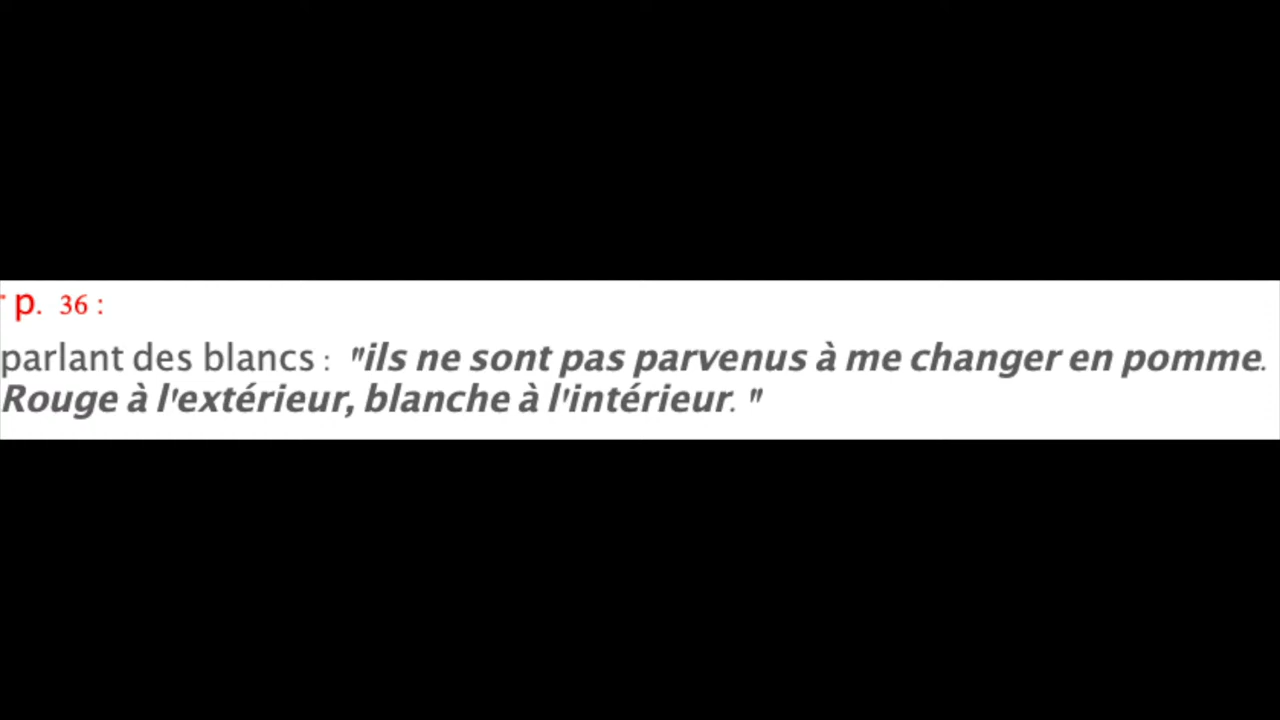 p. 36 :
parlant des blancs : "ils ne sont pas parvenus à me changer en pomme.
Rouge à l'extérieur, blanche à l'intérieur. "